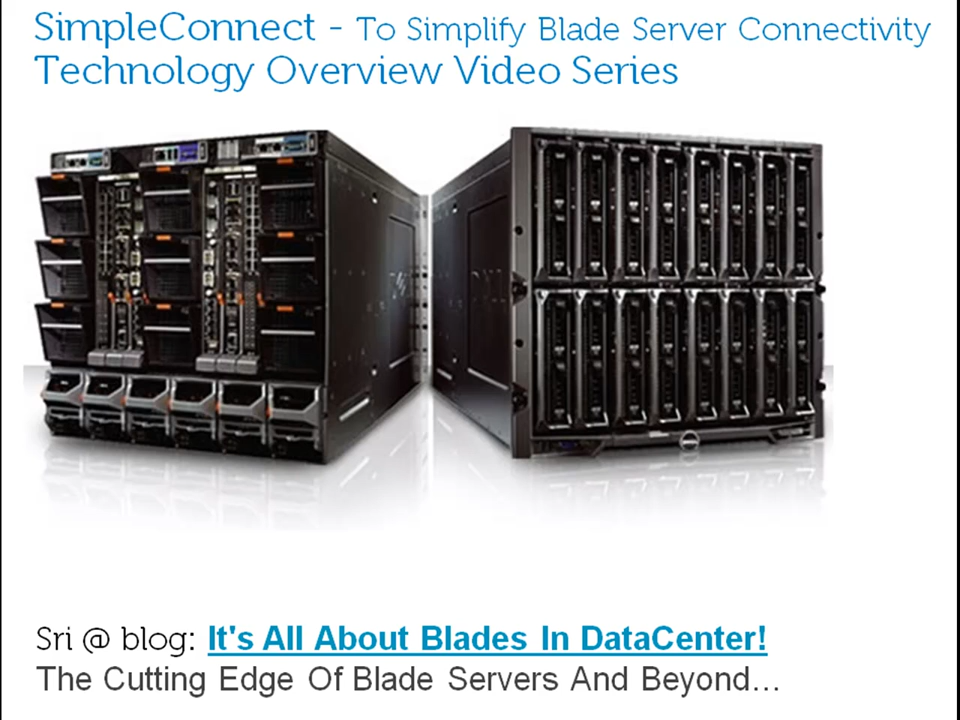 SimpleConnect - To Simplify Blade Server Connectivity
Technology Overview Video Series
Sri @ blog: It's All About Blades In DataCenter!
The Cutting Edge Of Blade Servers And Beyond...